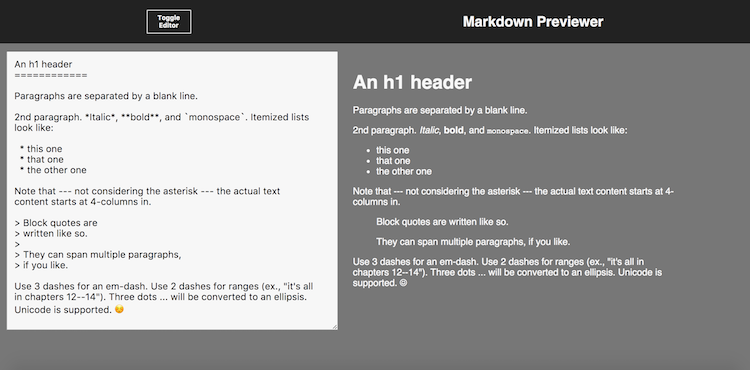 Toggle
Editor
Markdown Previewer
An h1 header
============
Paragraphs are separated by a blank line.
2nd paragraph. *Italic*, **bold**, and `monospace`. Itemized lists
look like:
* this one
* that one
* the other one
Note that --- not considering the asterisk --- the actual text
content starts at 4-columns in.
> Block quotes are
> written like so.
>
> They can span multiple paragraphs,
> if you like.
Use 3 dashes for an em-dash. Use 2 dashes for ranges (ex., "it's all
in chapters 12--14"). Three dots ... will be converted to an ellipsis.
Unicode is supported. ☺
An h1 header
Paragraphs are separated by a blank line.
2nd paragraph. Italic, bold, and monospace. Itemized lists look like:
• this one
• that one
• the other one
Note that --- not considering the asterisk --- the actual text content starts at 4-
columns in.
Block quotes are written like so.
They can span multiple paragraphs, if you like.
Use 3 dashes for an em-dash. Use 2 dashes for ranges (ex., "it's all in
chapters 12--14"). Three dots ... will be converted to an ellipsis. Unicode is
supported. ☺